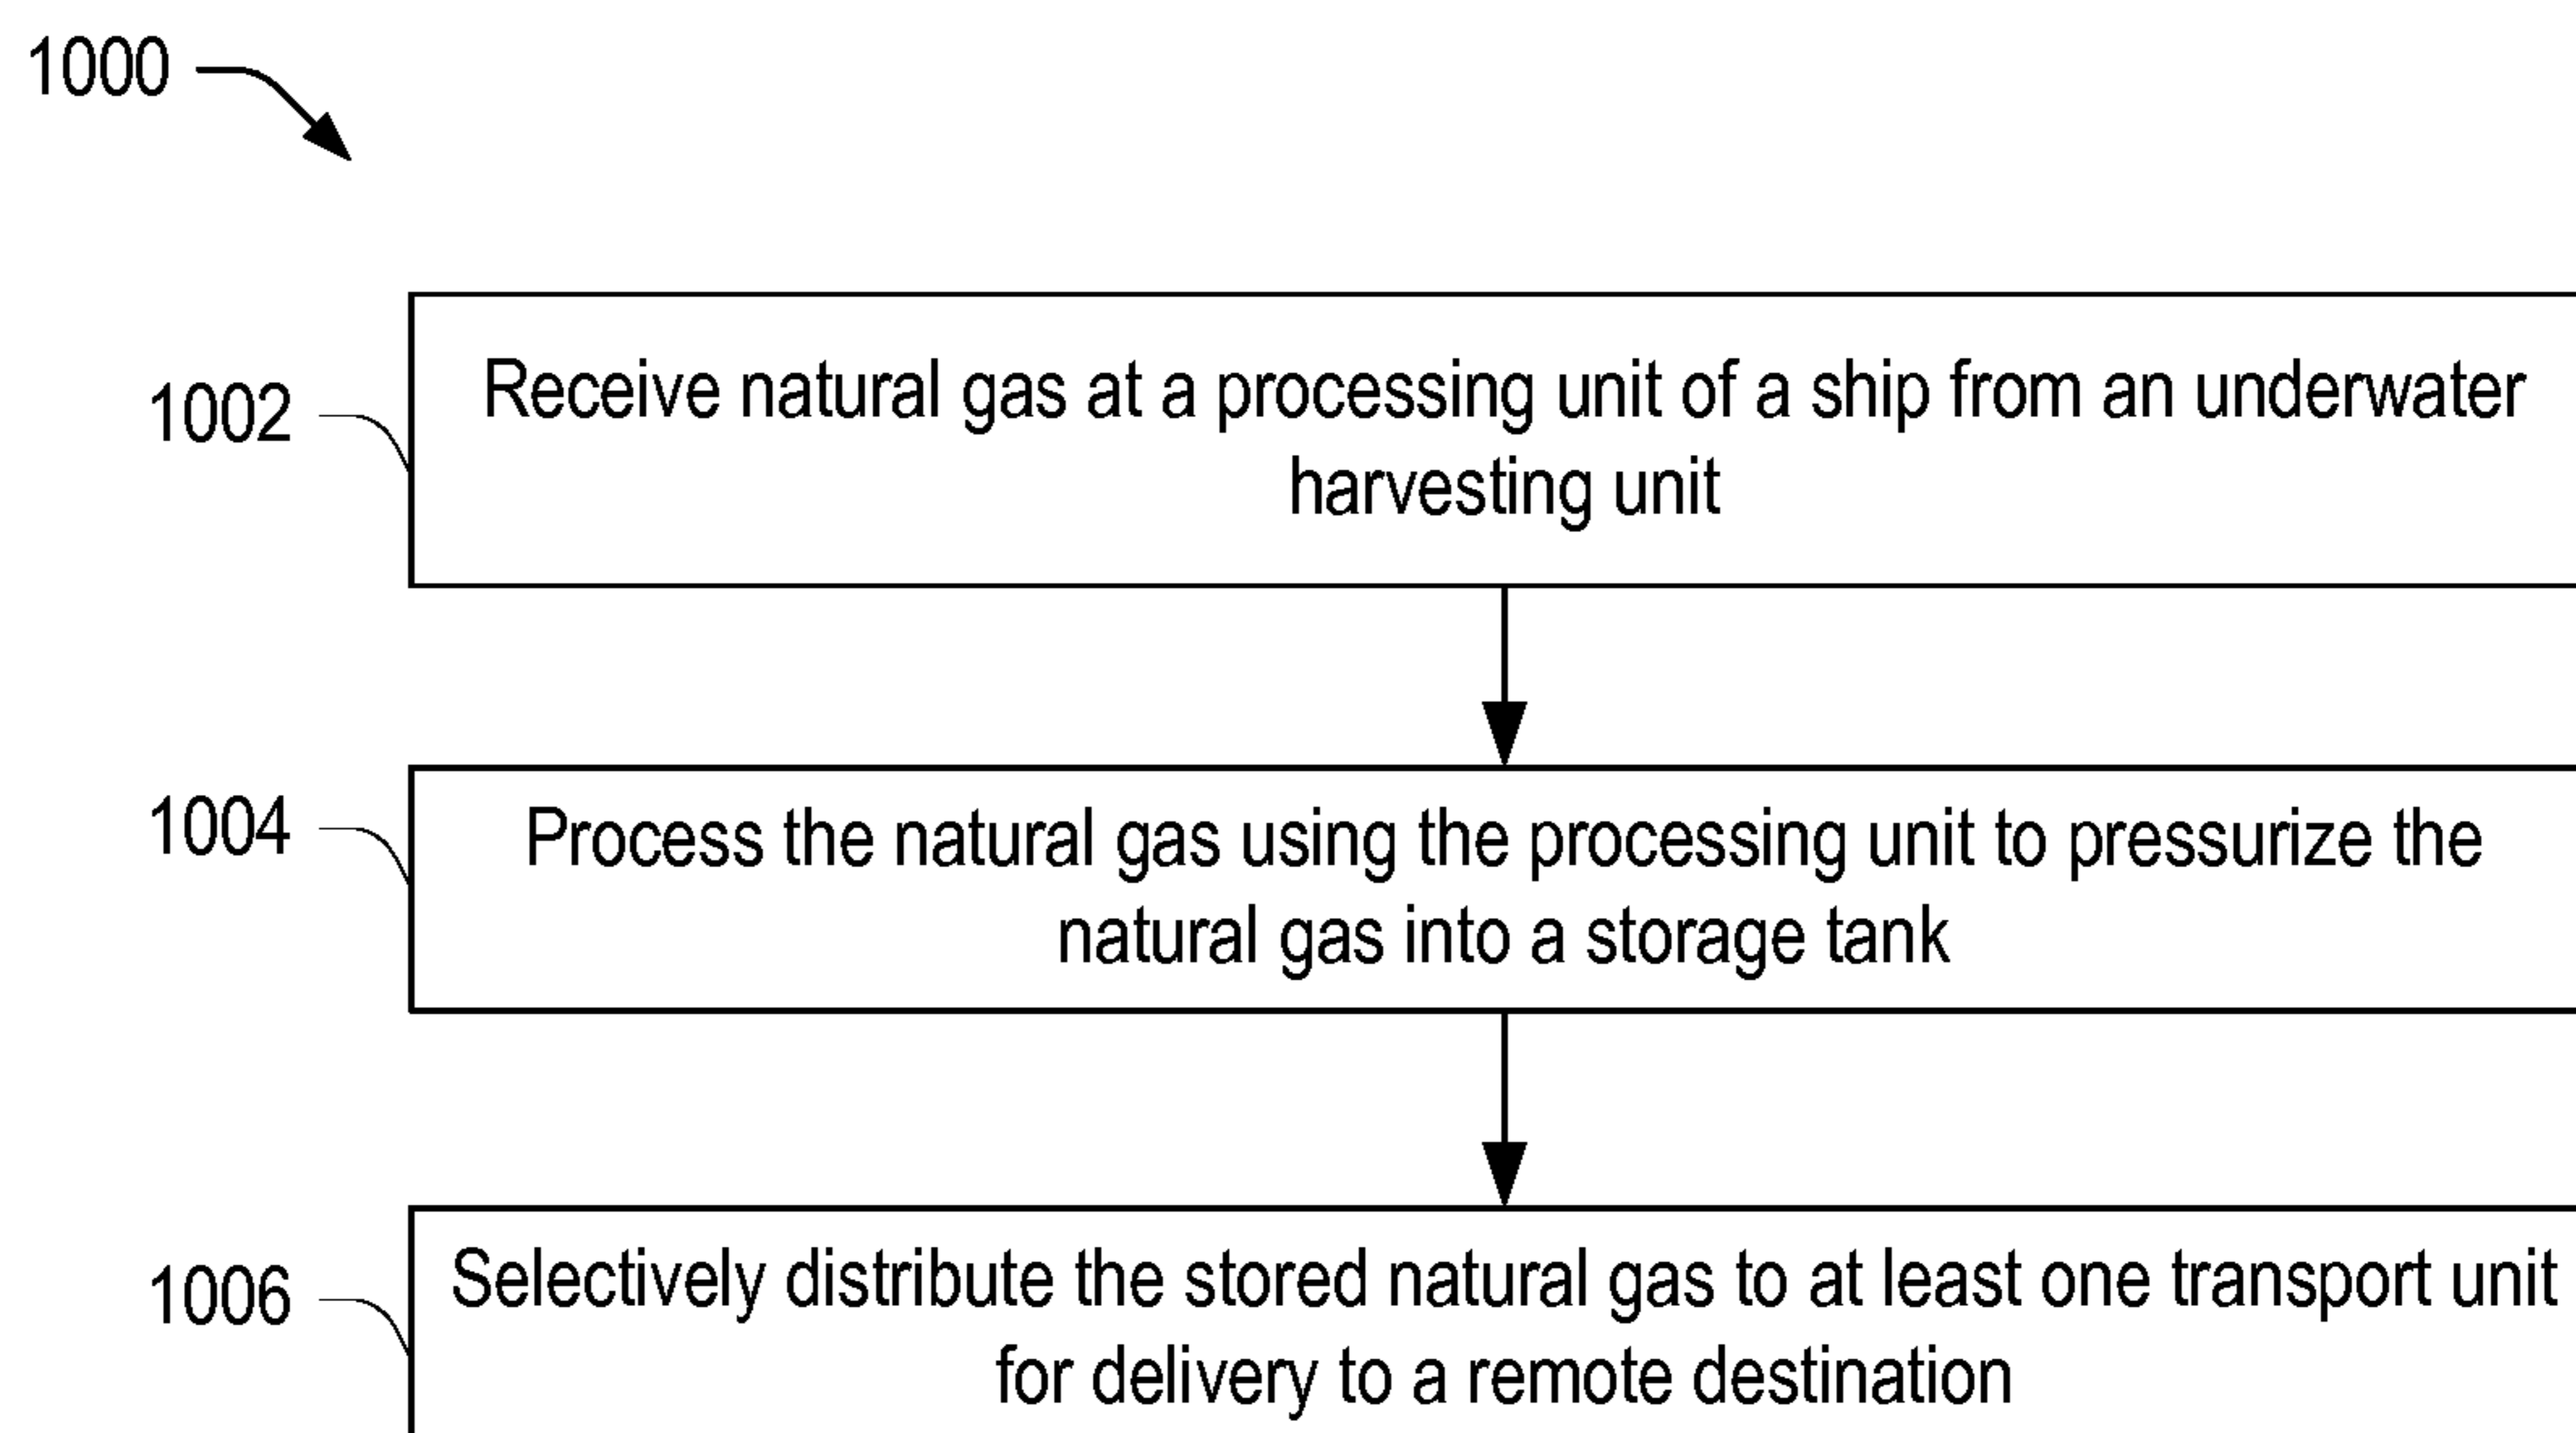 1000
1002
Receive natural gas at a processing unit of a ship from an underwater
harvesting unit
1004
Process the natural gas using the processing unit to pressurize the
natural gas into a storage tank
1006
Selectively distribute the stored natural gas to at least one transport unit
for delivery to a remote destination